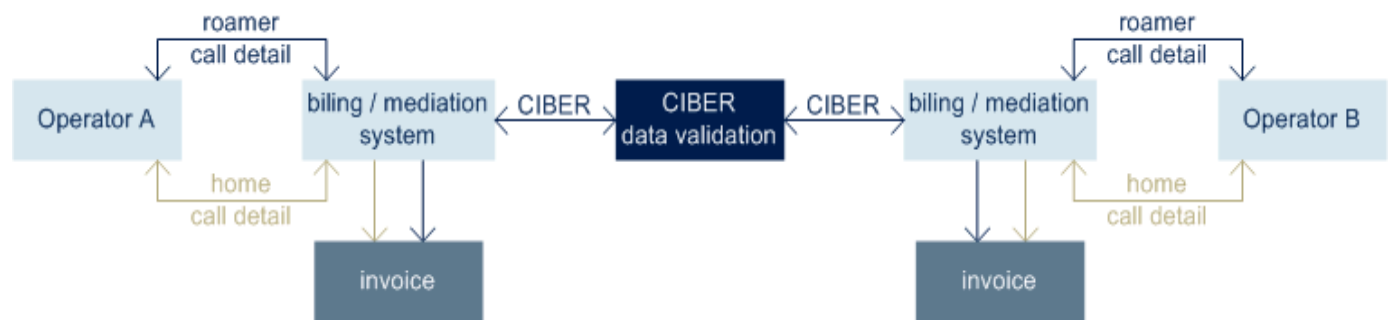 roamer
call detail
roamer
call detail
Operator A
biling / mediation
system
CIBER
CIBER
data validation
CIBER
biling / mediation
system
Operator B
home
call detail
home
call detail
invoice
invoice